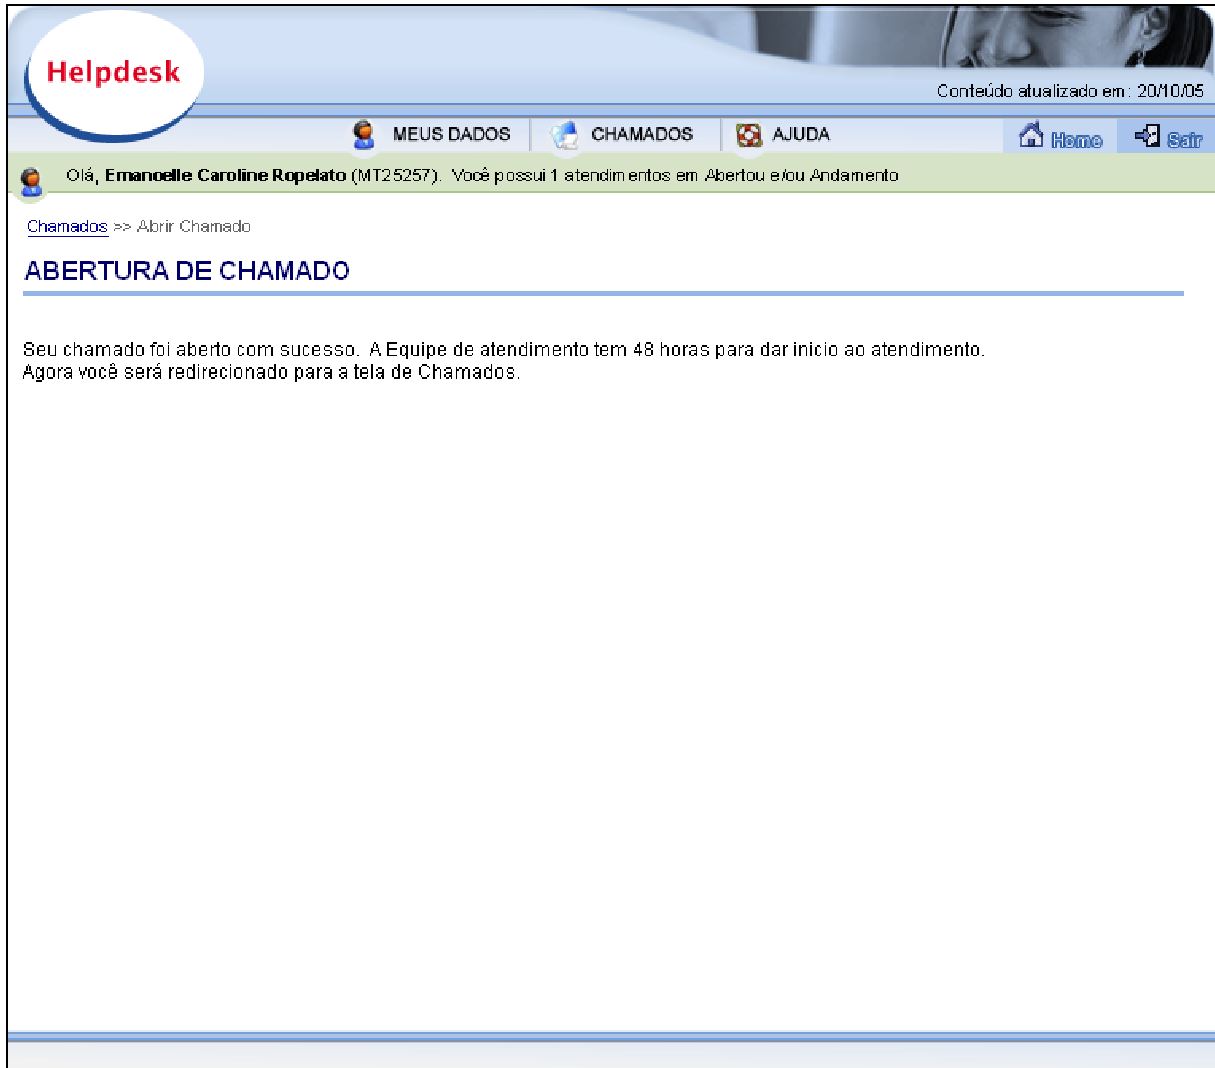 Helpdesk
Conteúdo atualizado em: 20/10/05
MEUS DADOS
CHAMADOS
AJUDA
Home
Sair
Olá, Emanoelle Caroline Ropelato (MT25257). Você possui 1 atendimentos em Abertou e/ou Andamento
Chamados >> Abrir Chamado
ABERTURA DE CHAMADO
Seu chamado foi aberto com sucesso. A Equipe de atendimento tem 48 horas para dar inicio ao atendimento.
Agora você será redirecionado para a tela de Chamados.